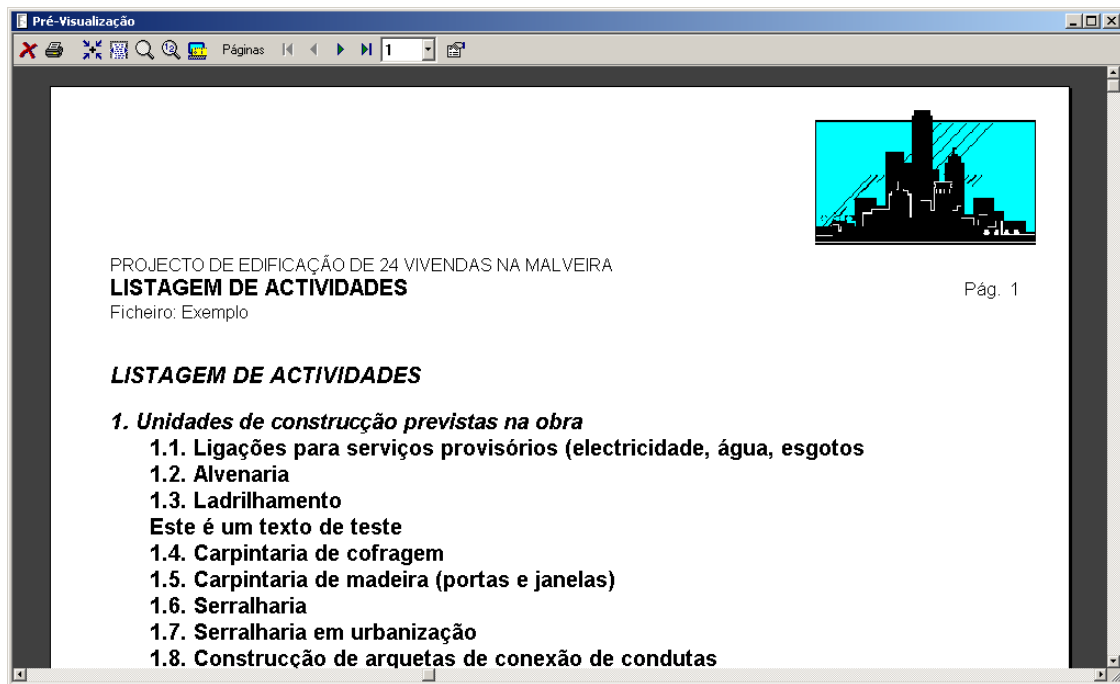 Pré-Visualização
Páginas 1
PROJECTO DE EDIFICAÇÃO DE 24 VIVENDAS NA MALVEIRA
LISTAGEM DE ACTIVIDADES Pág. 1
Ficheiro: Exemplo
LISTAGEM DE ACTIVIDADES
1. Unidades de construcção previstas na obra
1.1. Ligações para serviços provisórios (electricidade, água, esgotos
1.2. Alvenaria
1.3. Ladrilhamento
Este é um texto de teste
1.4. Carpintaria de cofragem
1.5. Carpintaria de madeira (portas e janelas)
1.6. Serralharia
1.7. Serralharia em urbanização
1.8. Construcção de arquetas de conexão de condutas